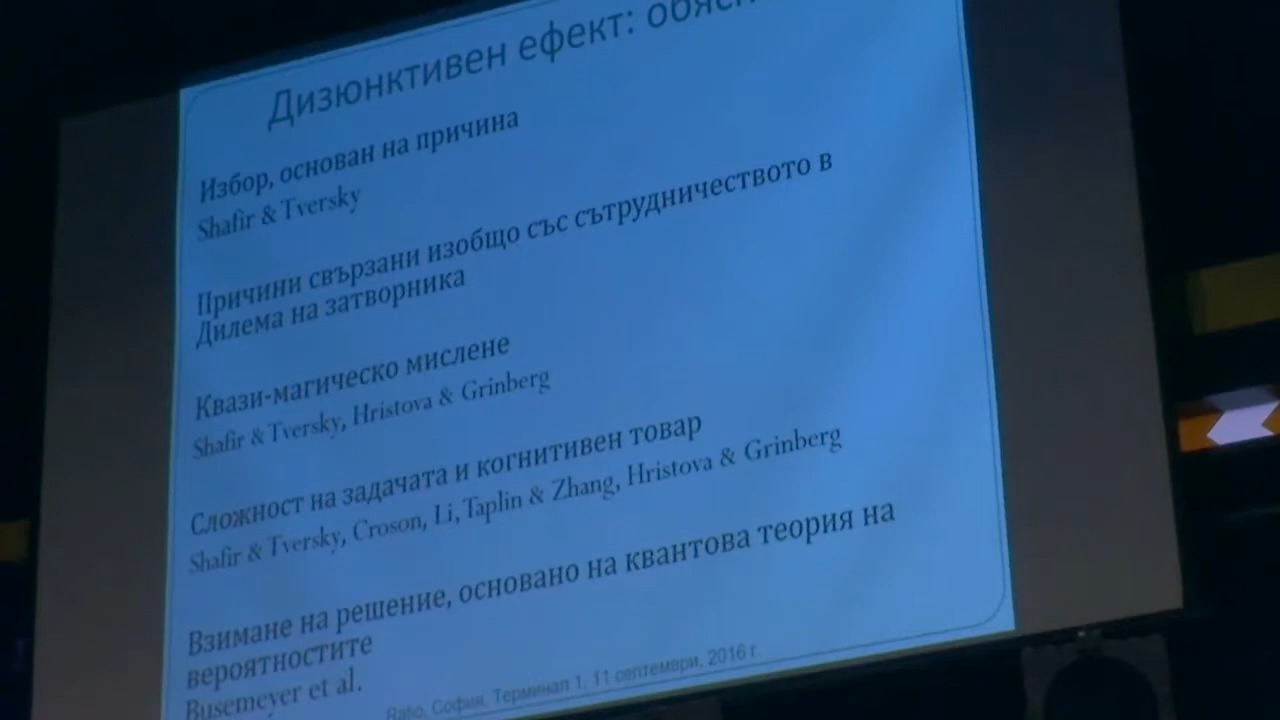 Дизюнктивен ефект:
Избор, основан на причина
Shafir & Tversky
Причини свързани изобщо със сътрудничеството в
Дилема на затворника
Квази-магическо мислене
Shafir & Tversky, Hristova & Grinberg
Сложност на задачата и когнитивен товар
Shafir & Tversky, Croson, Li, Taplin & Zhang, Hristova & Grinberg
Взимане на решение, основано на квантова теория на
вероятностите
Busemeyer et al.
Ratio, София, Терминал 1, 11 септември, 2016 г.